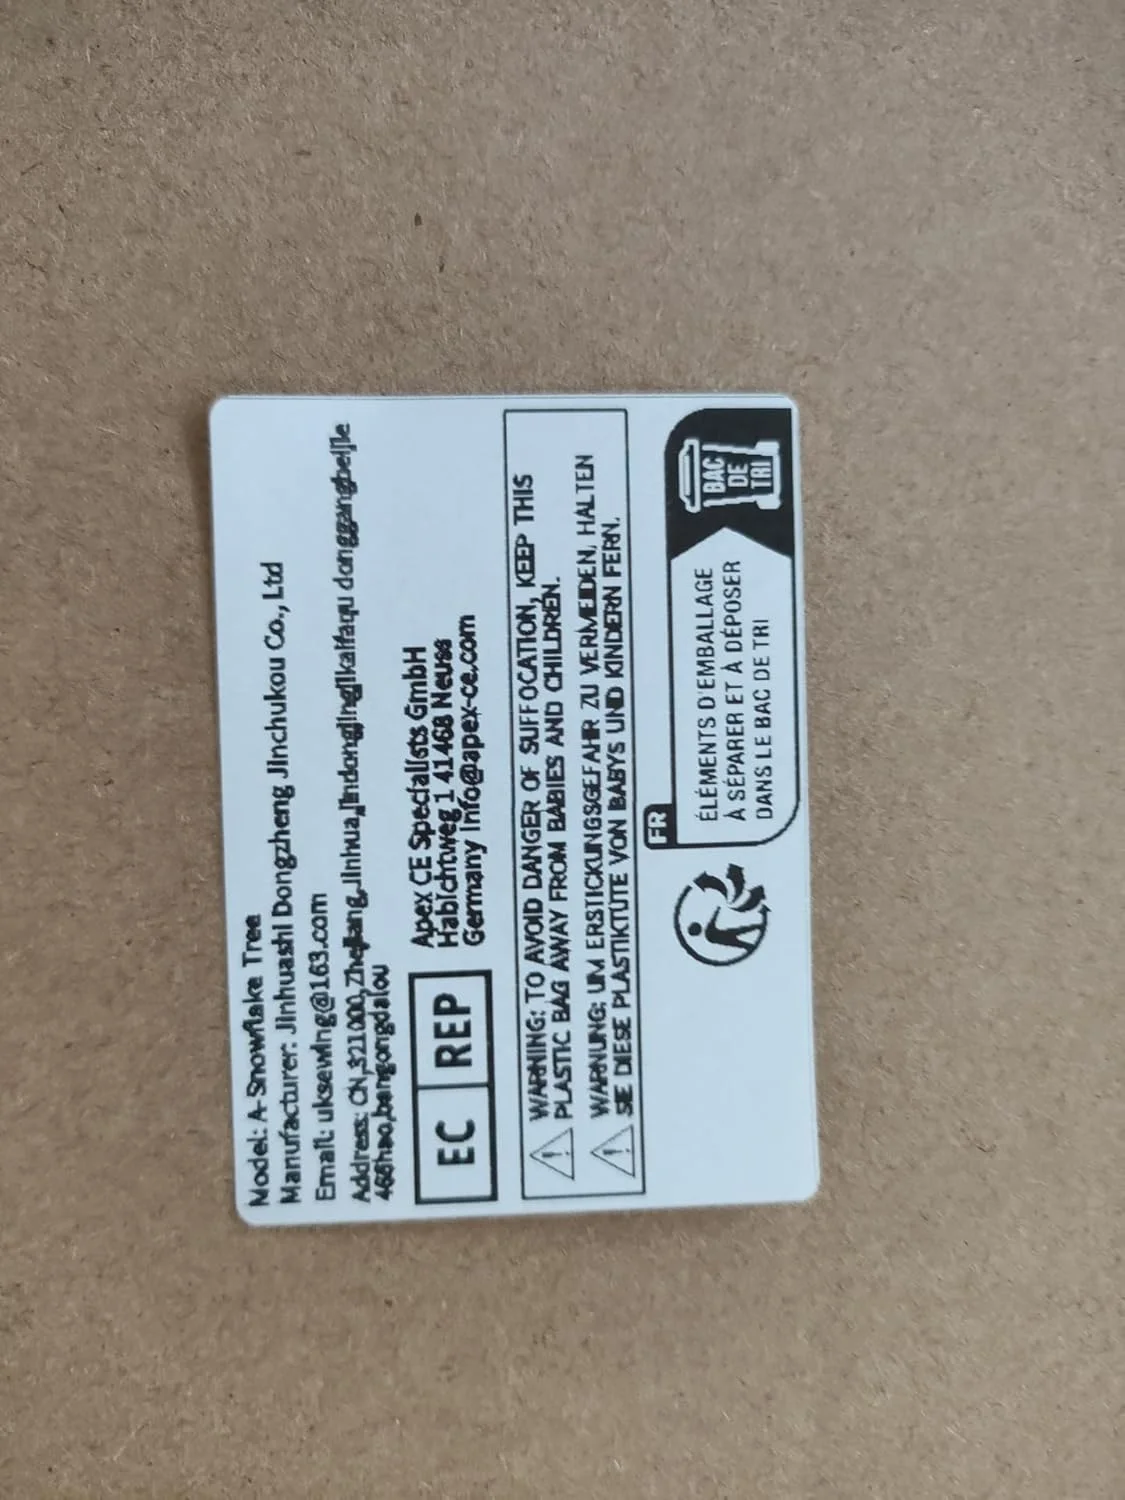 Model: A-Snowflake Tree
Manufacturer: Jinhuashi Dongzheng Jinchukou Co., Ltd
Email: uksewing@163.com
Address: CN,321000,Zhejiang,Jinhua,jindongjingjikaifaqu donggangbeijie
466hao,bangongdalou
EC REP
Apex CE Specialists GmbH
Habichtweg 1 41468 Neuss
Germany Info@apex-ce.com
WARNING: TO AVOID DANGER OF SUFFOCATION, KEEP THIS
PLASTIC BAG AWAY FROM BABIES AND CHILDREN.
WARNUNG: UM ERSTICKUNGSGEFAHR ZU VERMEIDEN, HALTEN
SIE DIESE PLASTIKTÜTE VON BABYS UND KINDERN FERN.
FR
ÉLÉMENTS D'EMBALLAGE
À SÉPARER ET À DÉPOSER
DANS LE BAC DE TRI
BAC
DE
TRI